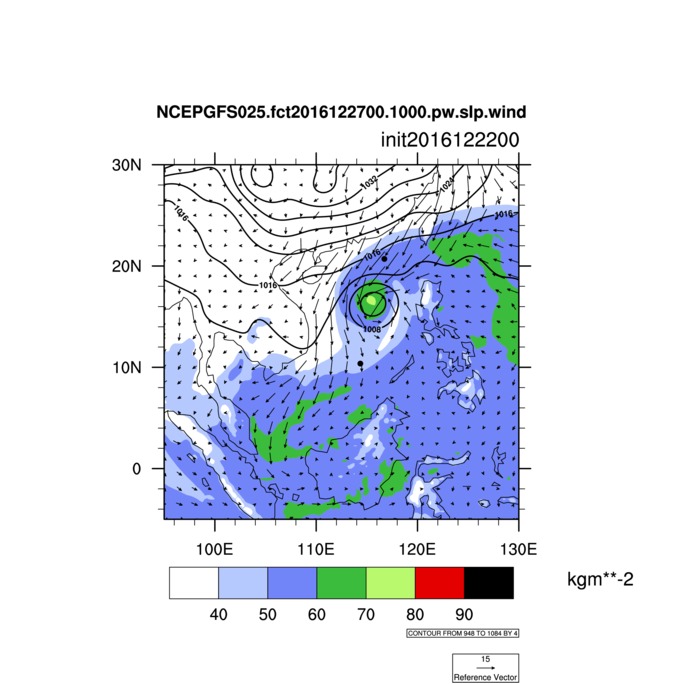 NCEPGFS025.fct2016122700.1000.pw.slp.wind
init2016122200
30N
20N
10N
0
1032
1024
1016
1016
1016
1016
1008
100E
110E
120E
130E
kgm**-2
40 50 60 70 80 90
CONTOUR FROM 948 TO 1084 BY 4
15
Reference Vector